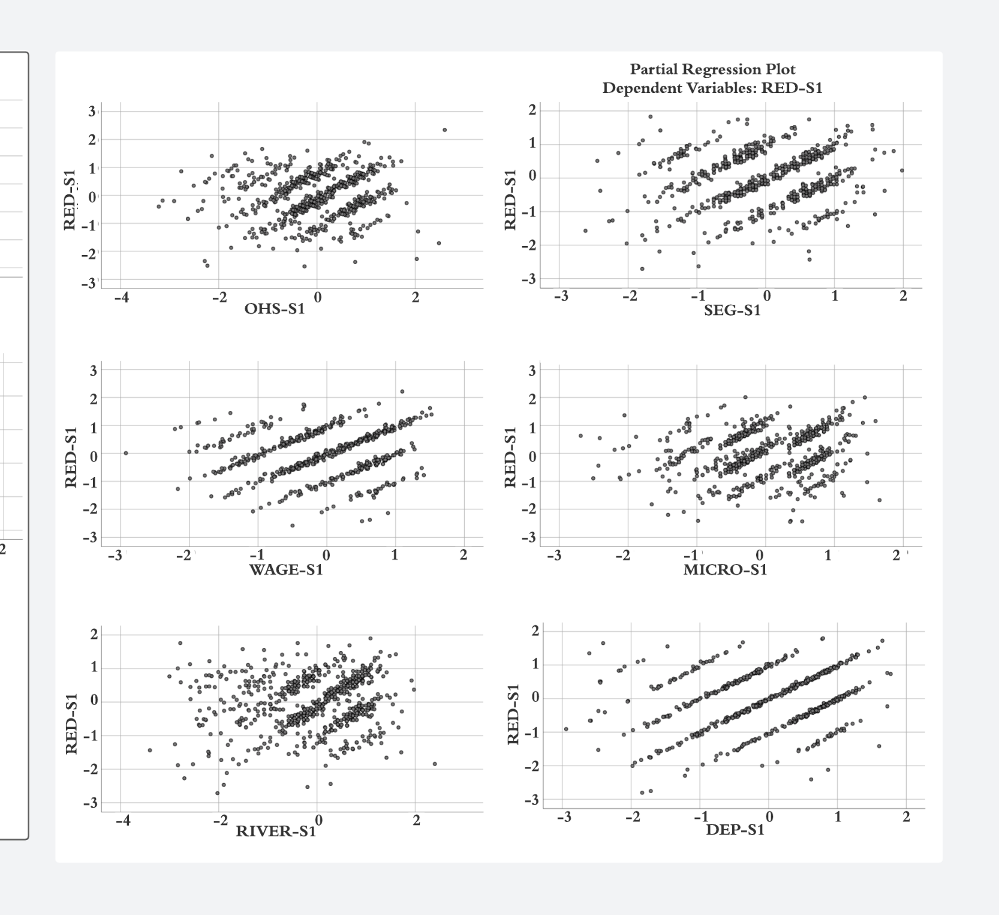 Partial Regression Plot
Dependent Variables: RED-S1
3
2
1
0
-1
-2
-3
RED-S1
-4 -2 0 2
OHS-S1
2
1
0
-1
-2
-3
RED-S1
-3 -2 -1 0 1 2
SEG-S1
3
2
1
0
-1
-2
-3
RED-S1
-3 -2 -1 0 1 2
WAGE-S1
3
2
1
0
-1
-2
-3
RED-S1
-3 -2 -1 0 1 2
MICRO-S1
2
2
1
0
-1
-2
-3
RED-S1
-4 -2 0 2
RIVER-S1
2
1
0
-1
-2
-3
RED-S1
-3 -2 -1 0 1 2
DEP-S1